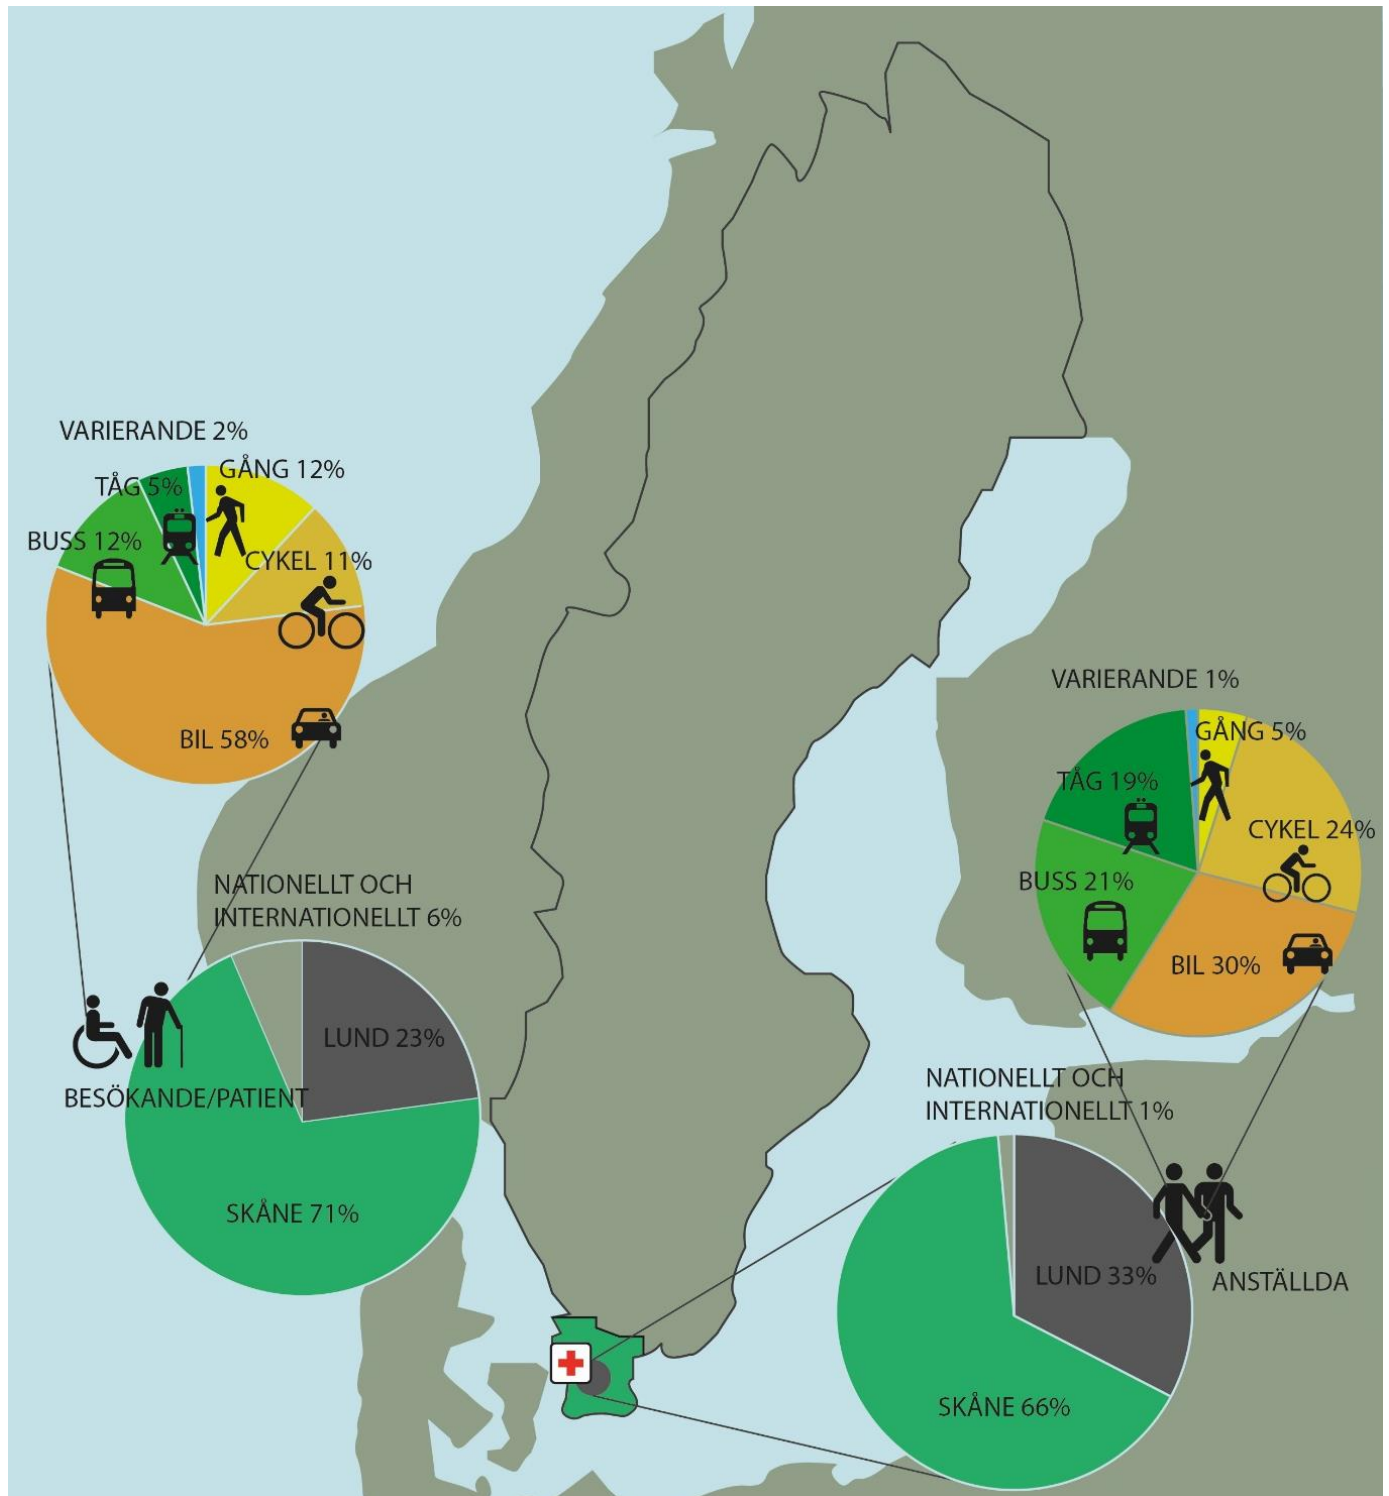 VARIERANDE 2%
GÅNG 12%
TÅG 5%
BUSS 12%
CYKEL 11%
BIL 58%
NATIONELLT OCH
INTERNATIONELLT 6%
LUND 23%
BESÖKANDE/PATIENT
SKÅNE 71%
VARIERANDE 1%
GÅNG 5%
TÅG 19%
CYKEL 24%
BUSS 21%
BIL 30%
NATIONELLT OCH
INTERNATIONELLT 1%
LUND 33%
ANSTÄLLDA
SKÅNE 66%